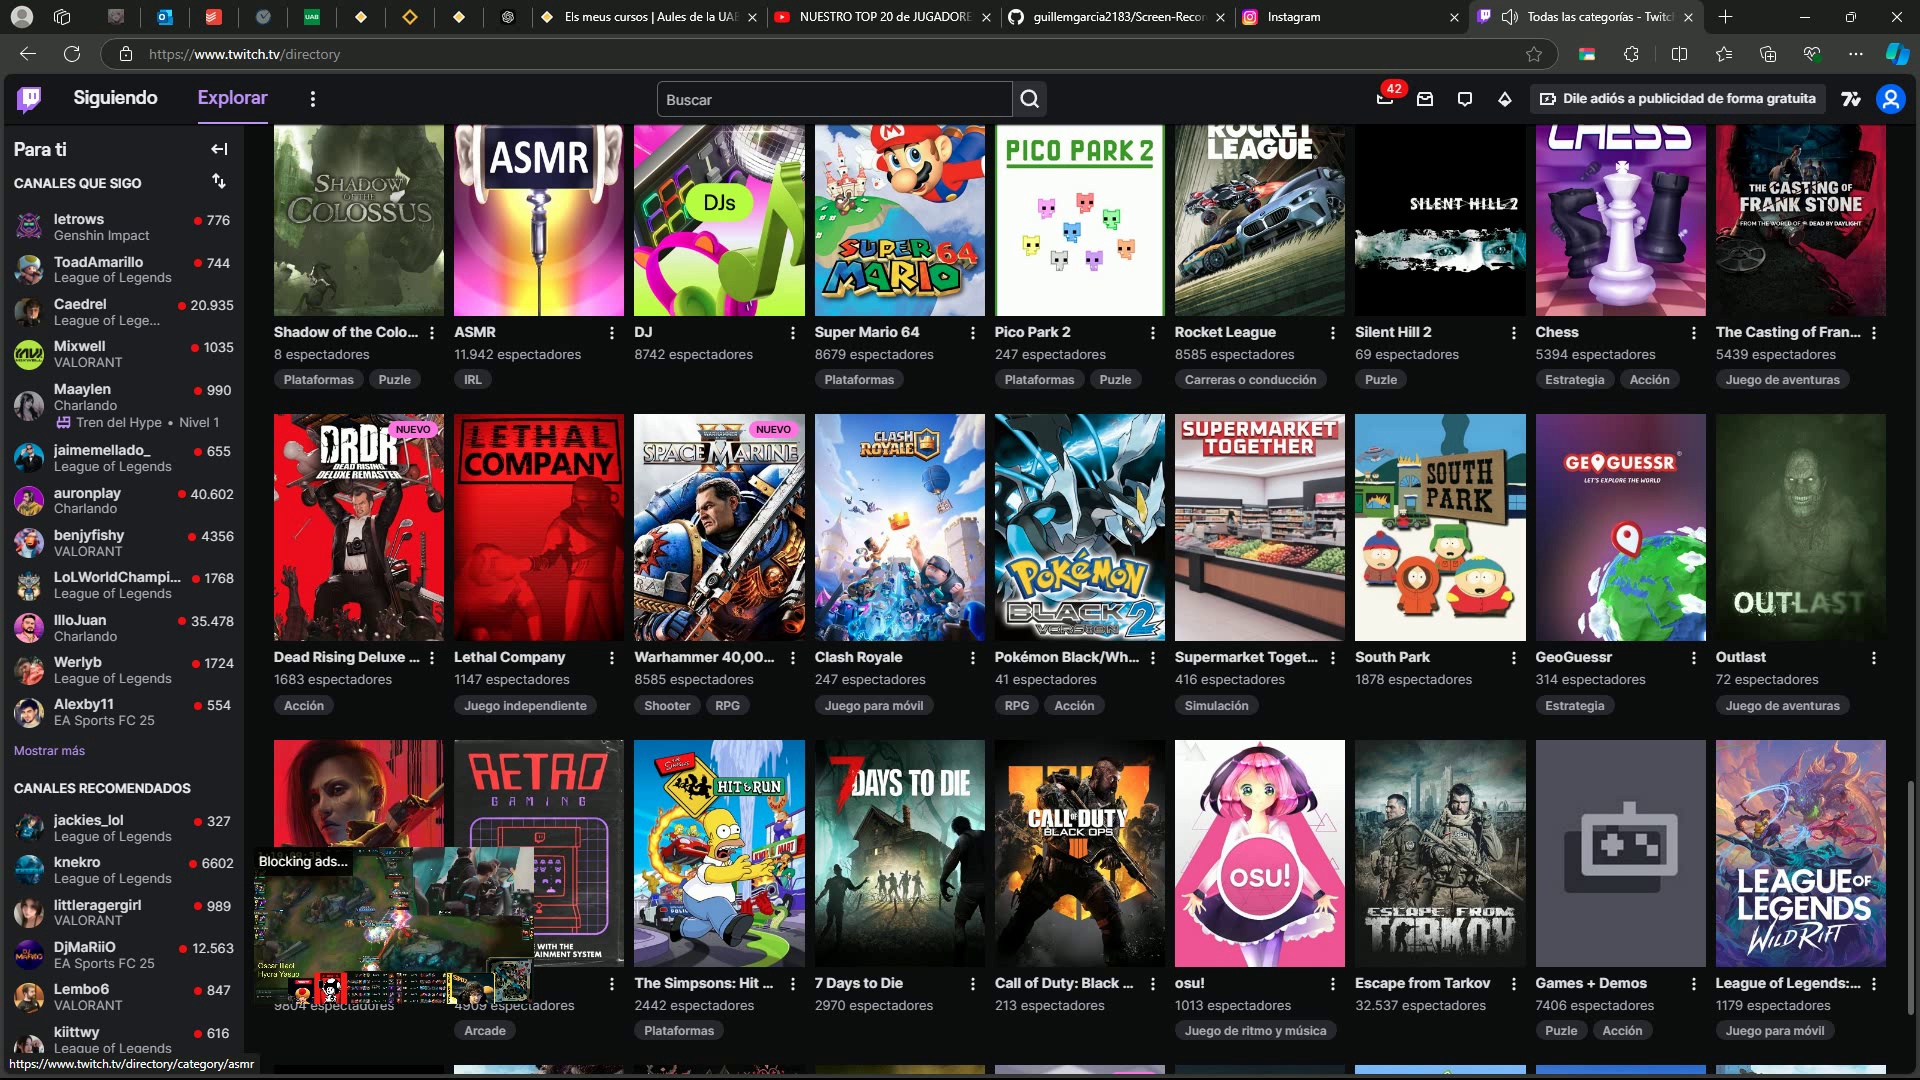 Els meus cursos | Aules de la UAB
NUESTRO TOP 20 de JUGADORE
guillemgarcia2183/Screen-Recor
Instagram
Todas las categorías - Twitch
https://www.twitch.tv/directory
Siguiendo
Explorar
Buscar
42
Dile adiós a publicidad de forma gratuita
Para ti
CANALES QUE SIGO
letrows
776
Genshin Impact
ToadAmarillo
744
League of Legends
Caedrel
20.935
League of Lege...
Mixwell
1035
VALORANT
Maaylen
990
Charlando
Tren del Hype • Nivel 1
jaimemellado_
655
League of Legends
auronplay
40.602
Charlando
benjyfishy
4356
VALORANT
LoLWorldChampi...
1768
League of Legends
IlloJuan
35.478
Charlando
Werlyb
1724
League of Legends
Alexby11
554
EA Sports FC 25
Mostrar más
CANALES RECOMENDADOS
jackies_lol
327
League of Legends
knekro
6602
League of Legends
littleragergirl
989
VALORANT
DjMaRiiO
12.563
EA Sports FC 25
Lembo6
847
VALORANT
kiittwy
616
League of Legends
https://www.twitch.tv/directory/category/asmr
SHADOW
OF THE
COLOSSUS
Shadow of the Colo...
8 espectadores
Plataformas
Puzle
ASMR
ASMR
11.942 espectadores
IRL
DJs
DJ
8742 espectadores
SUPER 64
MARIO
Super Mario 64
8679 espectadores
Plataformas
PICO PARK 2
Pico Park 2
247 espectadores
Plataformas
Puzle
ROCKET
LEAGUE
Rocket League
8585 espectadores
Carreras o conducción
SILENT HILL 2
Silent Hill 2
69 espectadores
Puzle
CHESS
Chess
5394 espectadores
Estrategia
Acción
THE CASTING OF
FRANK STONE
FROM THE WORLD OF DEAD BY DAYLIGHT
The Casting of Fran...
5439 espectadores
Juego de aventuras
NUEVO
DRDR
DEAD RISING
DELUXE REMASTER
Dead Rising Deluxe ...
1683 espectadores
Acción
LETHAL
COMPANY
Lethal Company
1147 espectadores
Juego independiente
NUEVO
SPACE MARINE
Warhammer 40,00...
8585 espectadores
Shooter
RPG
CLASH
ROYALE
Clash Royale
247 espectadores
Juego para móvil
POKéMON
BLACK 2
VERSION
Pokémon Black/Wh...
41 espectadores
RPG
Acción
SUPERMARKET
TOGETHER
Supermarket Toget...
416 espectadores
Simulación
SOUTH
PARK
South Park
1878 espectadores
GEOGUESSR
LET'S EXPLORE THE WORLD
GeoGuessr
314 espectadores
Estrategia
OUTLAST
Outlast
72 espectadores
Juego de aventuras
Blocking ads...
9804 espectadores
RETRO
GAMING
E WITH THE
TAINMENT SYSTEM
4909 espectadores
Arcade
The Simpsons
HIT & RUN
The Simpsons: Hit ...
2442 espectadores
Plataformas
7 DAYS TO DIE
7 Days to Die
2970 espectadores
CALL OF DUTY
BLACK OPS
IIII
Call of Duty: Black ...
213 espectadores
osu!
osu!
1013 espectadores
Juego de ritmo y música
ESCAPE FROM
TARKOV
Escape from Tarkov
32.537 espectadores
Games + Demos
7406 espectadores
Puzle
Acción
LEAGUE OF
LEGENDS
WILD RIFT
League of Legends:...
1179 espectadores
Juego para móvil